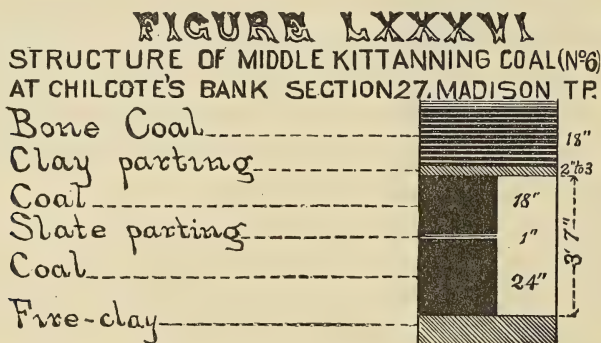 FIGURE LXXXVI
STRUCTURE OF MIDDLE KITTANNING COAL (Nº6)
AT CHILCOTE'S BANK SECTION 27. MADISON TP.
Bone Coal 18"
Clay parting 2" to 3
Coal 18"
Slate parting 1"
3' 7"
Coal 24"
Fire-clay